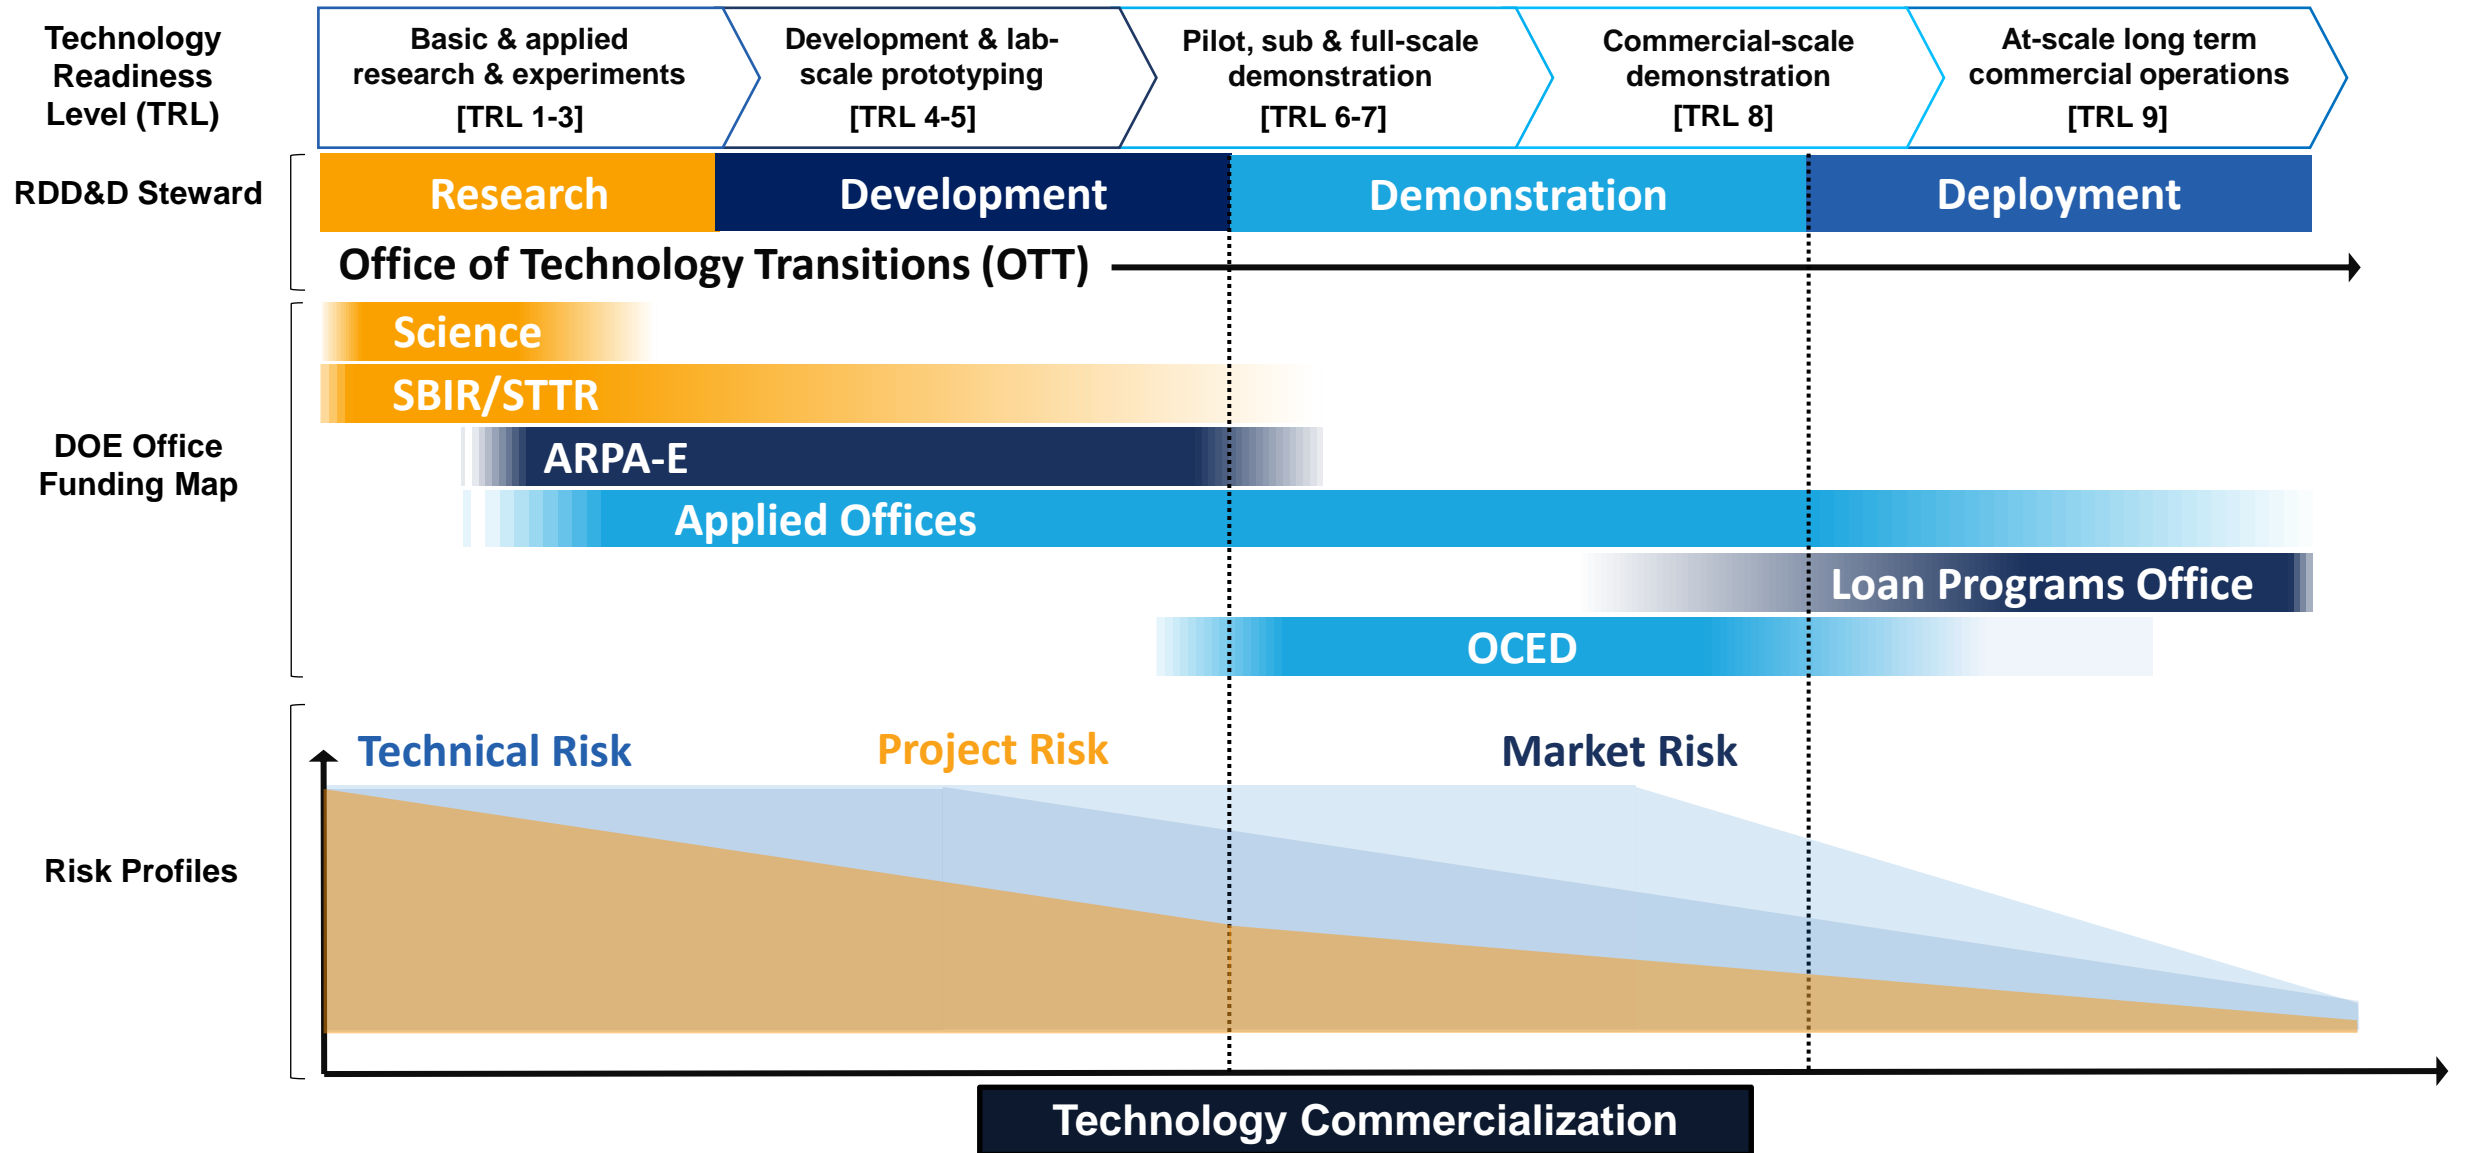 Technology
Readiness
Level (TRL)
Basic & applied
research & experiments
[TRL 1-3]
Development & lab-
scale prototyping
[TRL 4-5]
Pilot, sub & full-scale
demonstration
[TRL 6-7]
Commercial-scale
demonstration
[TRL 8]
At-scale long term
commercial operations
[TRL 9]
RDD&D Steward
Research
Development
Demonstration
Deployment
Office of Technology Transitions (OTT)
DOE Office
Funding Map
Science
SBIR/STTR
ARPA-E
Applied Offices
Loan Programs Office
OCED
Risk Profiles
Technical Risk
Project Risk
Market Risk
Technology Commercialization